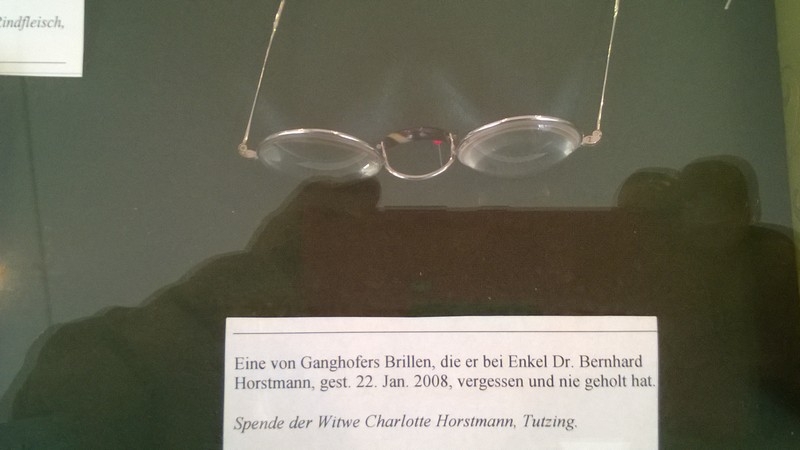 Rindfleisch,
Eine von Ganghofers Brillen, die er bei Enkel Dr. Bernhard
Horstmann, gest. 22. Jan. 2008, vergessen und nie geholt hat.
Spende der Witwe Charlotte Horstmann, Tutzing.